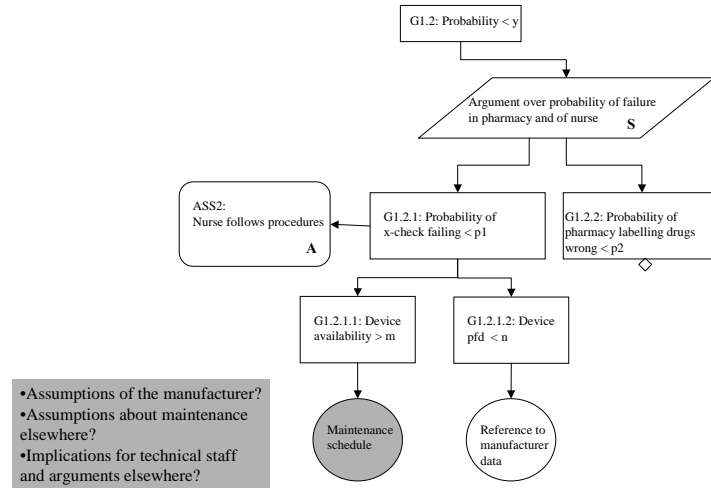 G1.2: Probability < y
Argument over probability of failure
in pharmacy and of nurse
S
ASS2:
Nurse follows procedures
A
G1.2.1: Probability of
x-check failing < p1
G1.2.2: Probability of
pharmacy labelling drugs
wrong < p2
G1.2.1.1: Device
availability > m
G1.2.1.2: Device
pfd < n
•Assumptions of the manufacturer?
•Assumptions about maintenance
elsewhere?
•Implications for technical staff
and arguments elsewhere?
Maintenance
schedule
Reference to
manufacturer
data